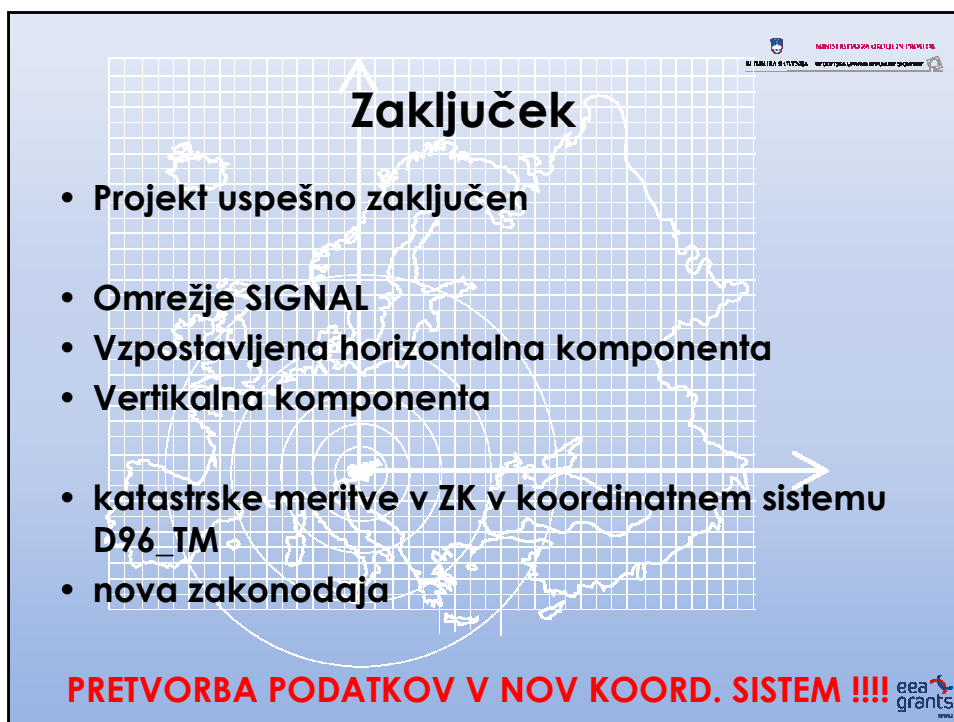 Zaključek
• Projekt uspešno zaključen
• Omrežje SIGNAL
• Vzpostavljena horizontalna komponenta
• Vertikalna komponenta
• katastrske meritve v ZK v koordinatnem sistemu
D96_TM
• nova zakonodaja
PRETVORBA PODATKOV V NOV KOORD. SISTEM !!!!
eea
grants